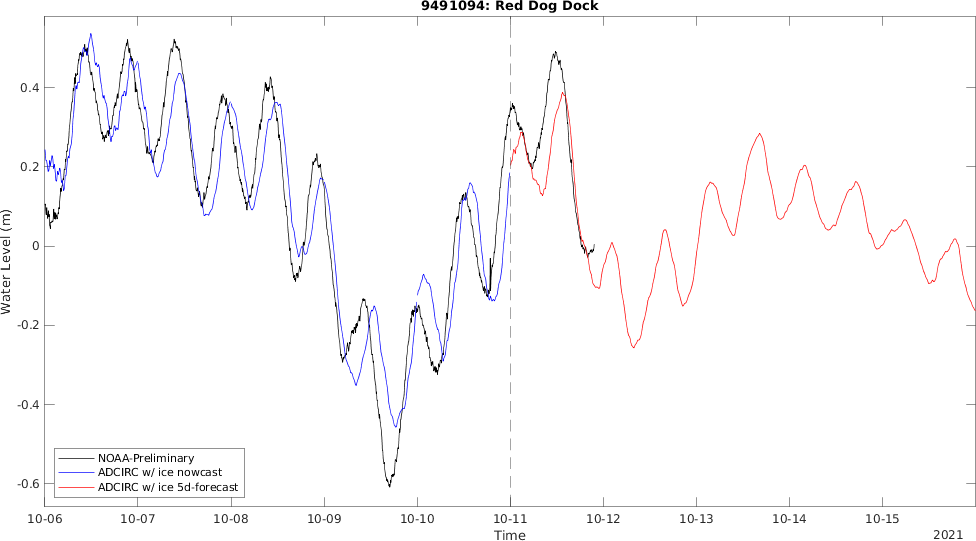 9491094: Red Dog Dock
Water Level (m)
0.4
0.2
0
-0.2
-0.4
-0.6
NOAA-Preliminary
ADCIRC w/ ice nowcast
ADCIRC w/ ice 5d-forecast
10-06 10-07 10-08 10-09 10-10 10-11 10-12 10-13 10-14 10-15
Time
2021